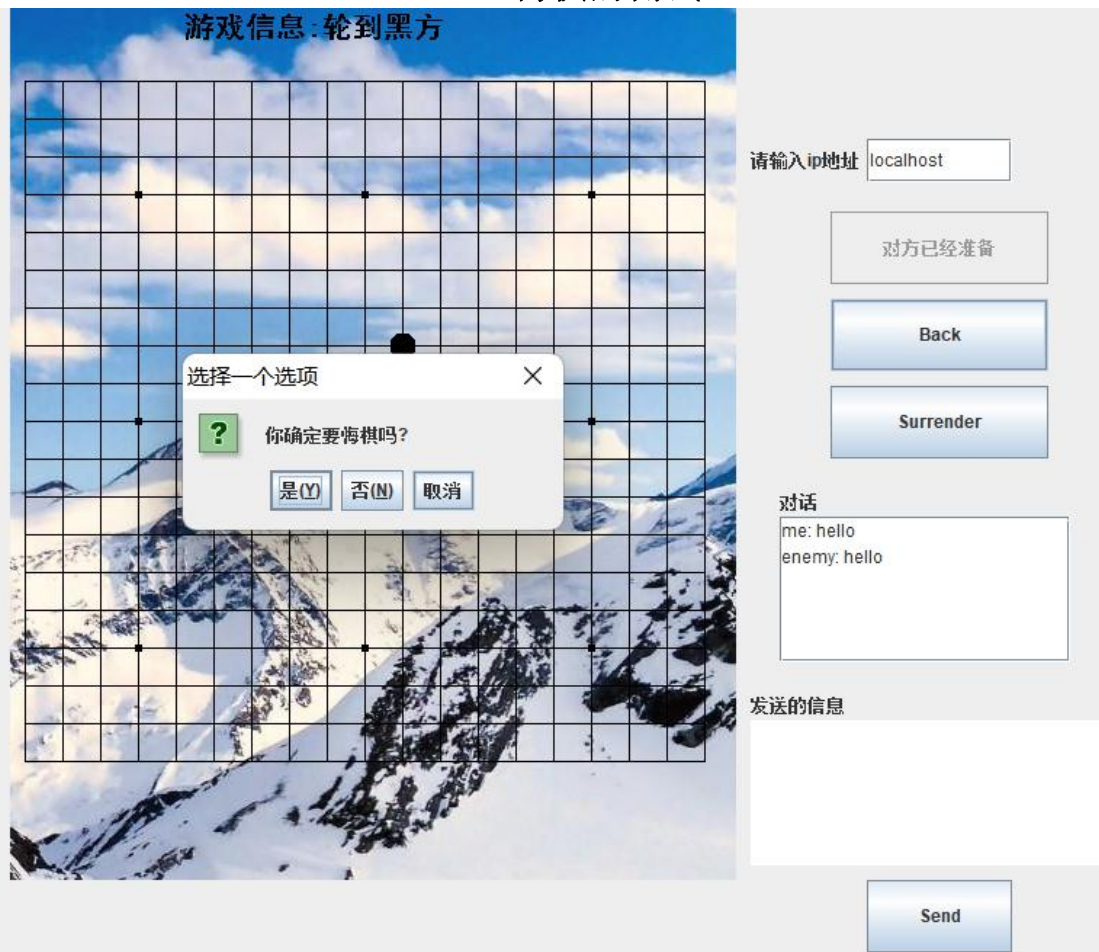 游戏信息:轮到黑方
请输入ip地址 localhost
对方已经准备
Back
选择一个选项
?
你确定要悔棋吗?
是(Y) 否(N) 取消
Surrender
对话
me: hello
enemy: hello
发送的信息
Send